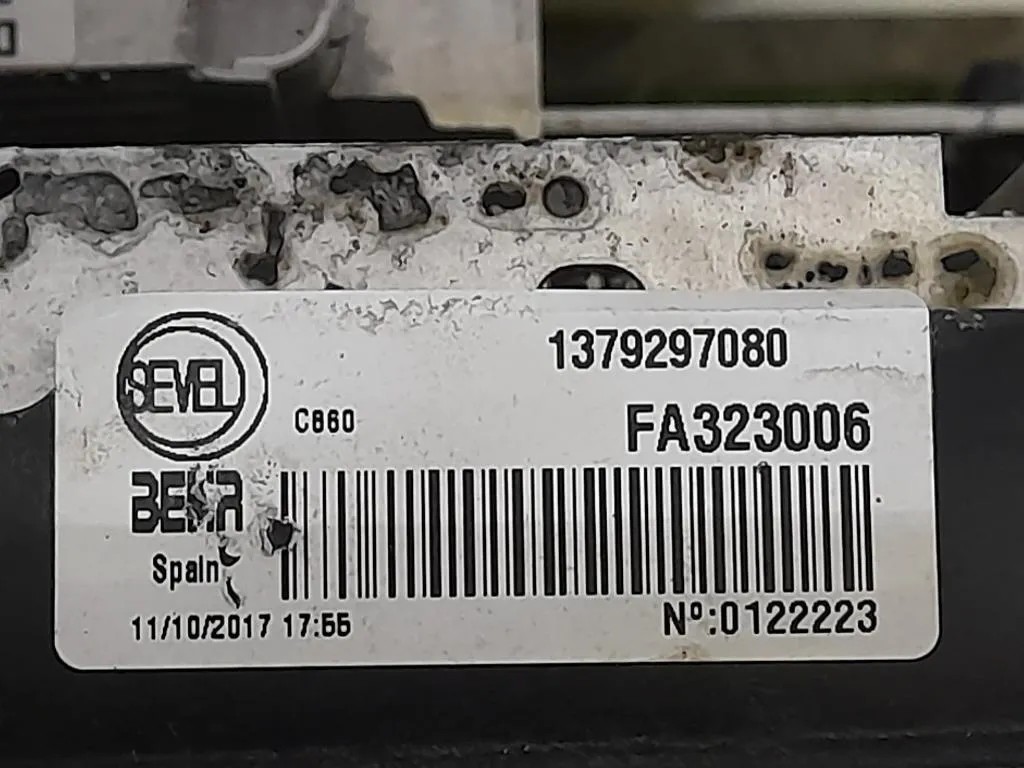 SEVEL
1379297080
C860
FA323006
BEHR
Spain
11/10/2017 17:55
Nº:0122223